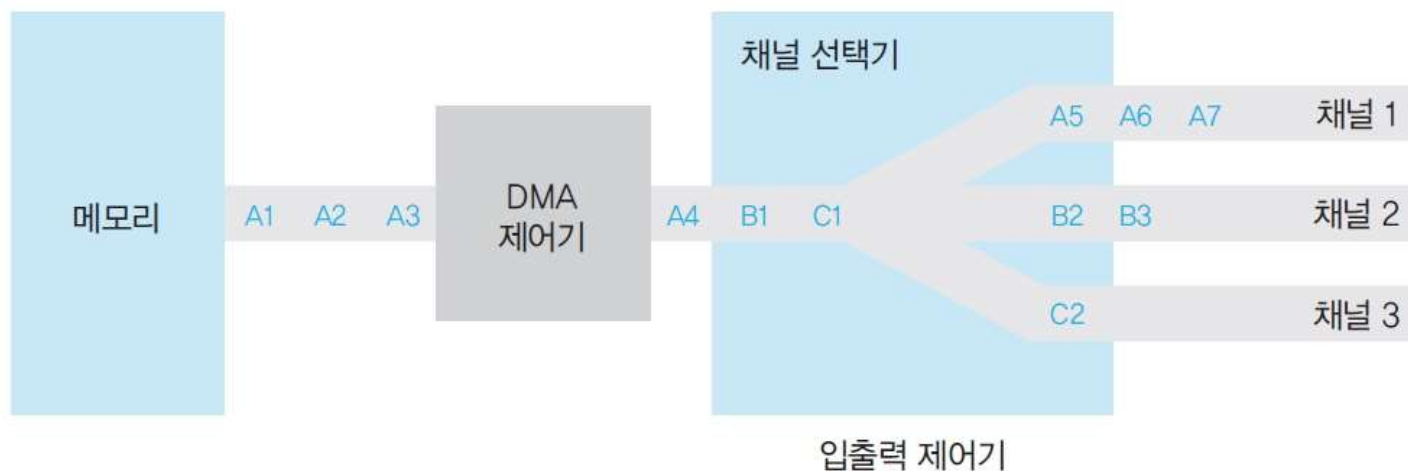 채널 선택기
A5 A6 A7 채널 1
메모리 A1 A2 A3 DMA 제어기 A4 B1 C1 B2 B3 채널 2
C2 채널 3
입출력 제어기